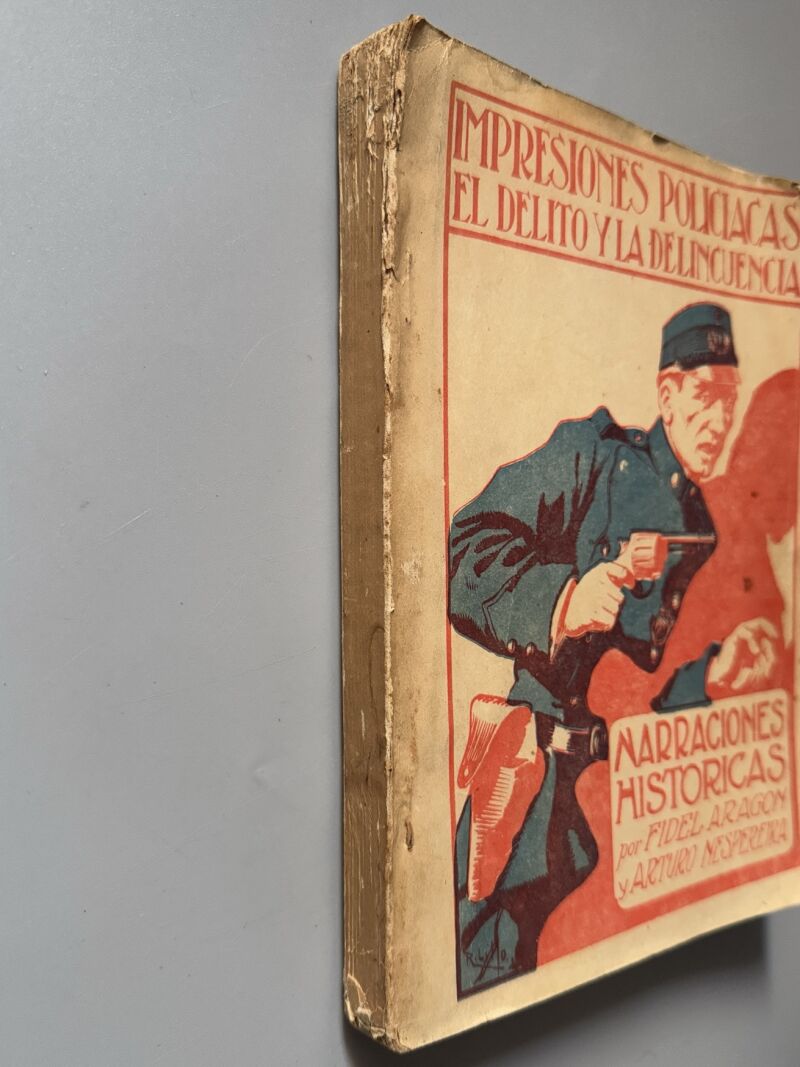 IMPRESIONES POLICIACAS
EL DELITO Y LA DELINCUENCIA
NARRACIONES
HISTORICAS
por FIDEL ARAGON
y ARTURO NESPEREIRA